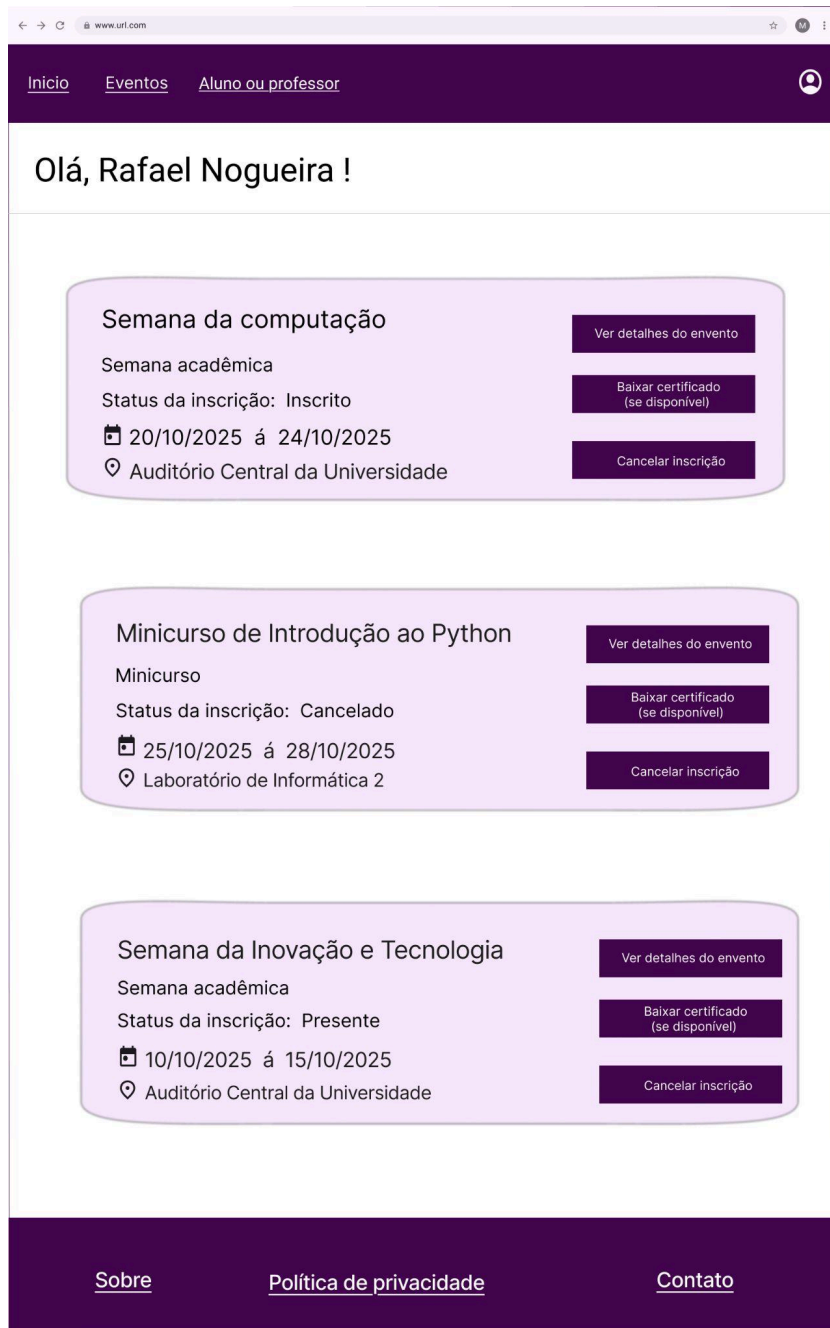 www.url.com
M
Inicio Eventos Aluno ou professor
Olá, Rafael Nogueira !
Semana da computação
Semana acadêmica
Status da inscrição: Inscrito
20/10/2025 á 24/10/2025
Auditório Central da Universidade
Ver detalhes do envento
Baixar certificado
(se disponível)
Cancelar inscrição
Minicurso de Introdução ao Python
Minicurso
Status da inscrição: Cancelado
25/10/2025 á 28/10/2025
Laboratório de Informática 2
Ver detalhes do envento
Baixar certificado
(se disponível)
Cancelar inscrição
Semana da Inovação e Tecnologia
Semana acadêmica
Status da inscrição: Presente
10/10/2025 á 15/10/2025
Auditório Central da Universidade
Ver detalhes do envento
Baixar certificado
(se disponível)
Cancelar inscrição
Sobre Política de privacidade Contato